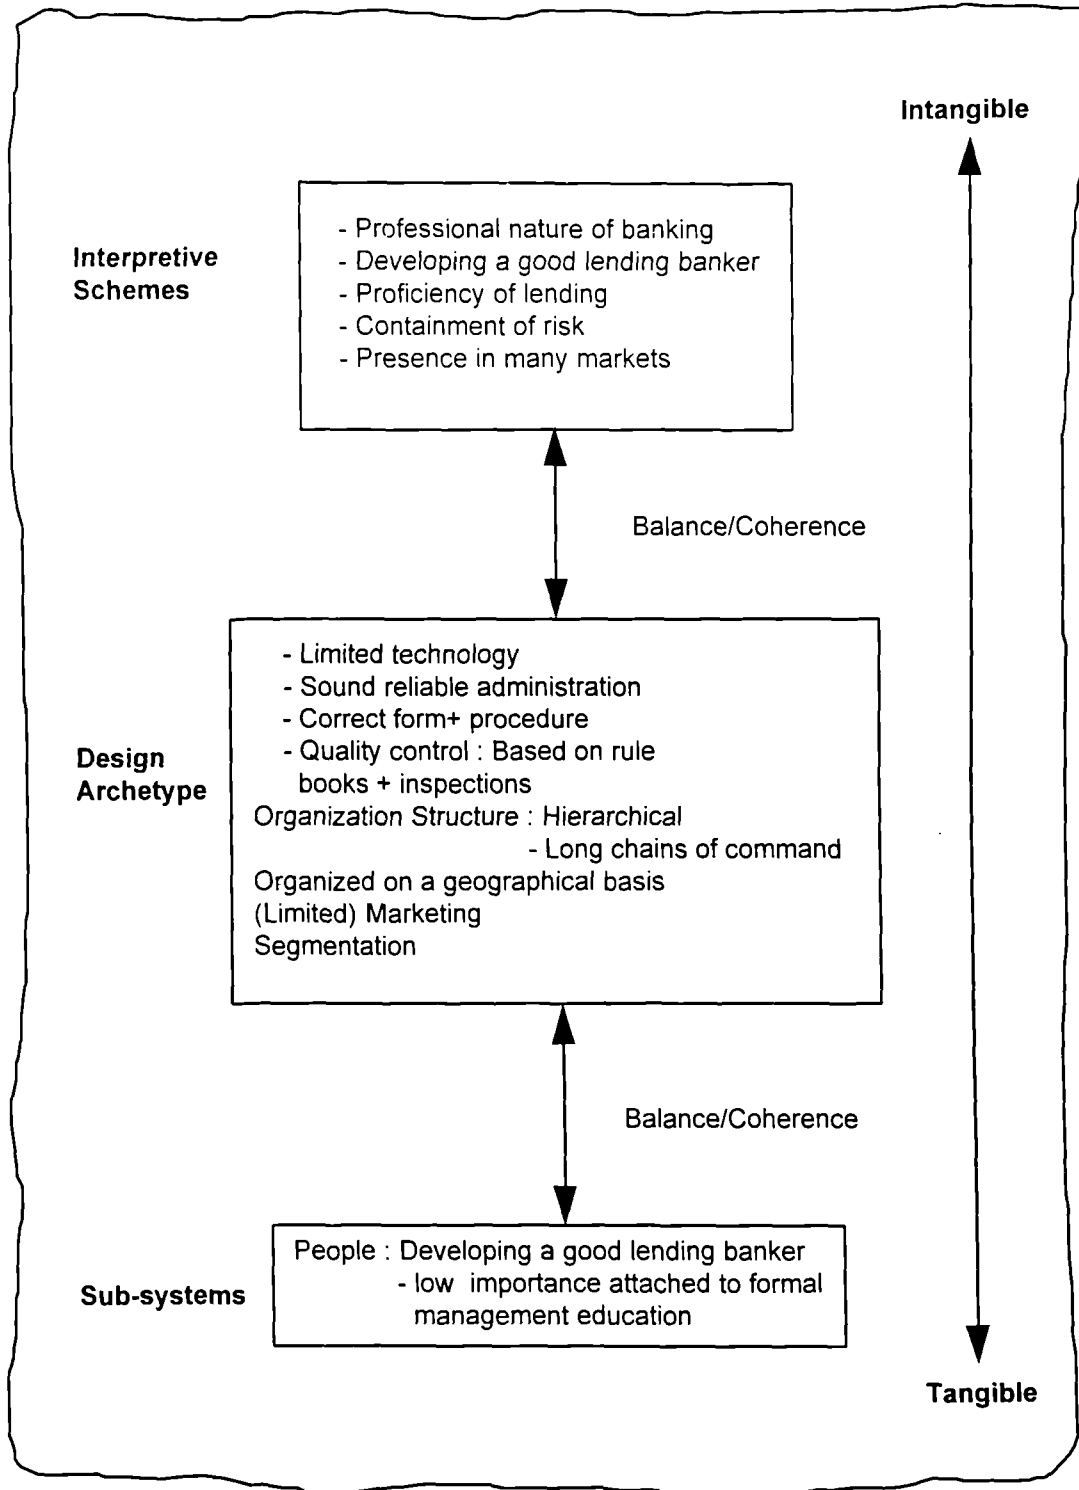 Intangible
Interpretive
Schemes
- Professional nature of banking
- Developing a good lending banker
- Proficiency of lending
- Containment of risk
- Presence in many markets
Balance/Coherence
Design
Archetype
- Limited technology
- Sound reliable administration
- Correct form+ procedure
- Quality control : Based on rule
books + inspections
Organization Structure : Hierarchical
- Long chains of command
Organized on a geographical basis
(Limited) Marketing
Segmentation
Balance/Coherence
Sub-systems
People : Developing a good lending banker
- low importance attached to formal
management education
Tangible